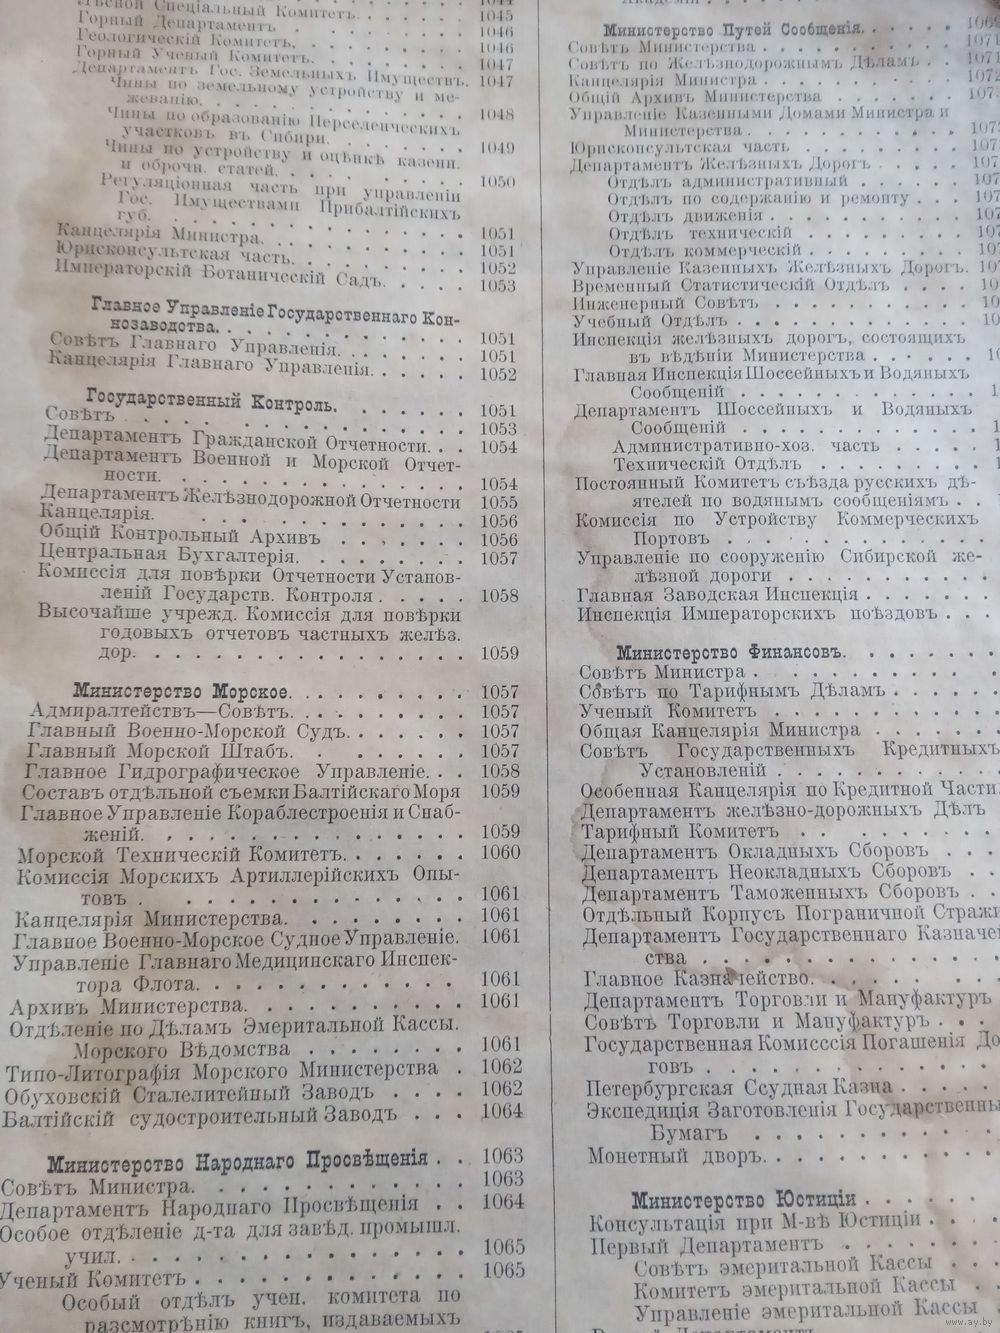 Лѣсной Спеціальный Комитетъ. . . . . . . 1045
Горный Департаментъ . . . . . . . 1046
Геологическій Комитетъ, . . . . . . . 1046
Горный Ученый Комитетъ. . . . . . . 1047
Департаментъ Гос. Земельныхъ Имуществъ. 1047
Чины по земельному устройству и ме-
жеванію. . . . . . . . . 1048
Чины по образованію Переселенческихъ
участковъ въ Сибири. . . . . . . 1049
Чины по устройству и оцѣнкѣ казенн.
и оброчн. статей. . . . . . . . 1050
Регуляціонная часть при управленіи
Гос. Имуществами Прибалтійскихъ
губ. . . . . . . . . . 1051
Канцелярія Министра. . . . . . . . 1051
Юрисконсультская часть. . . . . . . 1052
Императорскій Ботаническій Садъ. . . . . 1053
Главное Управленіе Государственнаго Кон-
нозаводства. . . . . . . . . 1051
Совѣтъ Главнаго Управленія. . . . . . . 1051
Канцелярія Главнаго Управленія. . . . . . 1052
Государственный Контроль. . . . . . . 1051
Совѣтъ . . . . . . . . . 1053
Департаментъ Гражданской Отчетности. . . 1054
Департаментъ Военной и Морской Отчет-
ности. . . . . . . . . . 1054
Департаментъ Желѣзнодорожной Отчетности 1055
Канцелярія. . . . . . . . . . 1056
Общій Контрольный Архивъ . . . . . . 1056
Центральная Бухгалтерія. . . . . . . . 1057
Комиссія для повѣрки Отчетности Установ-
леній Государств. Контроля . . . . . 1058
Высочайше учрежд. Комиссія для повѣрки
годовыхъ отчетовъ частныхъ желѣз.
дор. . . . . . . . . . . 1059
Министерство Морское. . . . . . . . . 1057
Адмиралтействъ—Совѣтъ. . . . . . . . 1057
Главный Военно-Морской Судъ. . . . . . 1057
Главный Морской Штабъ. . . . . . . . 1057
Главное Гидрографическое Управленіе. . . 1058
Составъ отдѣльной съемки Балтійскаго Моря 1059
Главное Управленіе Кораблестроенія и Снаб-
женій. . . . . . . . . . . 1059
Морской Техническій Комитетъ. . . . . . 1060
Комиссія Морскихъ Артиллерійскихъ Опы-
товъ . . . . . . . . . . 1061
Канцелярія Министерства. . . . . . . . 1061
Главное Военно-Морское Судное Управленіе. 1061
Управленіе Главнаго Медицинскаго Инспек-
тора Флота. . . . . . . . . . 1061
Архивъ Министерства. . . . . . . . . 1061
Отдѣленіе по Дѣламъ Эмеритальной Кассы.
Морского Вѣдомства . . . . . . . 1061
Типо-Литографія Морского Министерства . 1062
Обуховскій Сталелитейный Заводъ . . . . 1062
Балтійскій судостроительный Заводъ . . . 1064
Министерство Народнаго Просвѣщенія . . 1063
Совѣтъ Министра. . . . . . . . . . 1063
Департаментъ Народнаго Просвѣщенія . . 1064
Особое отдѣленіе д-та для завѣд. промышл.
учил. . . . . . . . . . . . 1065
Ученый Комитетъ . . . . . . . . . . 1065
Особый отдѣлъ учен. комитета по
разсмотрѣнію книгъ, издаваемыхъ
Министерство Путей Сообщенія. . . . . .
Совѣтъ Министерства . . . . . . . .
Совѣтъ по Желѣзнодорожнымъ Дѣламъ . .
Канцелярія Министра . . . . . . . .
Общій Архивъ Министерства . . . . . .
Управленіе Казенными Домами Министра и
Министерства . . . . . . . . .
Юрисконсультская часть . . . . . . .
Департаментъ Желѣзныхъ Дорогъ . . . .
Отдѣлъ административный . . . . . .
Отдѣлъ по содержанію и ремонту . . .
Отдѣлъ движенія . . . . . . . . .
Отдѣлъ техническій . . . . . . . .
Отдѣлъ коммерческій . . . . . . . .
Управленіе Казенныхъ Желѣзныхъ Дорогъ.
Временный Статистическій Отдѣлъ . . . .
Инженерный Совѣтъ . . . . . . . . .
Учебный Отдѣлъ . . . . . . . . . .
Инспекція желѣзныхъ дорогъ, состоящихъ
въ вѣдѣніи Министерства . . . . . .
Главная Инспекція Шоссейныхъ и Водяныхъ
Сообщеній . . . . . . . . . .
Департаментъ Шоссейныхъ и Водяныхъ
Сообщеній . . . . . . . . . .
Административно-хоз. часть . . . . .
Техническій Отдѣлъ . . . . . . . .
Постоянный Комитетъ съѣзда русскихъ дѣ-
ятелей по водянымъ сообщеніямъ . .
Комиссія по Устройству Коммерческихъ
Портовъ . . . . . . . . . . .
Управленіе по сооруженію Сибирской же-
лѣзной дороги . . . . . . . . .
Главная Заводская Инспекція . . . . . . .
Инспекція Императорскихъ поѣздовъ . . .
Министерство Финансовъ. . . . . . . .
Совѣтъ Министра . . . . . . . . . .
Совѣтъ по Тарифнымъ Дѣламъ . . . . . .
Ученый Комитетъ . . . . . . . . . .
Общая Канцелярія Министра . . . . . .
Совѣтъ Государственныхъ Кредитныхъ
Установленій . . . . . . . . . .
Особенная Канцелярія по Кредитной Части.
Департаментъ желѣзно-дорожныхъ Дѣлъ
Тарифный Комитетъ . . . . . . . . .
Департаментъ Окладныхъ Сборовъ . . . .
Департаментъ Неокладныхъ Сборовъ . . .
Департаментъ Таможенныхъ Сборовъ . . .
Отдѣльный Корпусъ Пограничной Стражи
Департаментъ Государственнаго Казначей-
ства . . . . . . . . . . . .
Главное Казначейство. . . . . . . . .
Департаментъ Торговли и Мануфактуръ
Совѣтъ Торговли и Мануфактуръ . . .
Государственная Комисссія Погашенія Дол-
говъ . . . . . . . . . . . .
Петербургская Ссудная Казна . . . . .
Экспедиція Заготовленія Государственны
Бумагъ . . . . . . . . . . .
Монетный дворъ. . . . . . . . . . .
Министерство Юстиціи . . . . . . .
Консультація при М-вѣ Юстиціи . . . .
Первый Департаментъ . . . . . . . .
Совѣтъ эмеритальной Кассы . . . .
Комитетъ эмеритальной Кассы . . .
Управленіе эмеритальной Кассы . .
www.ay.by